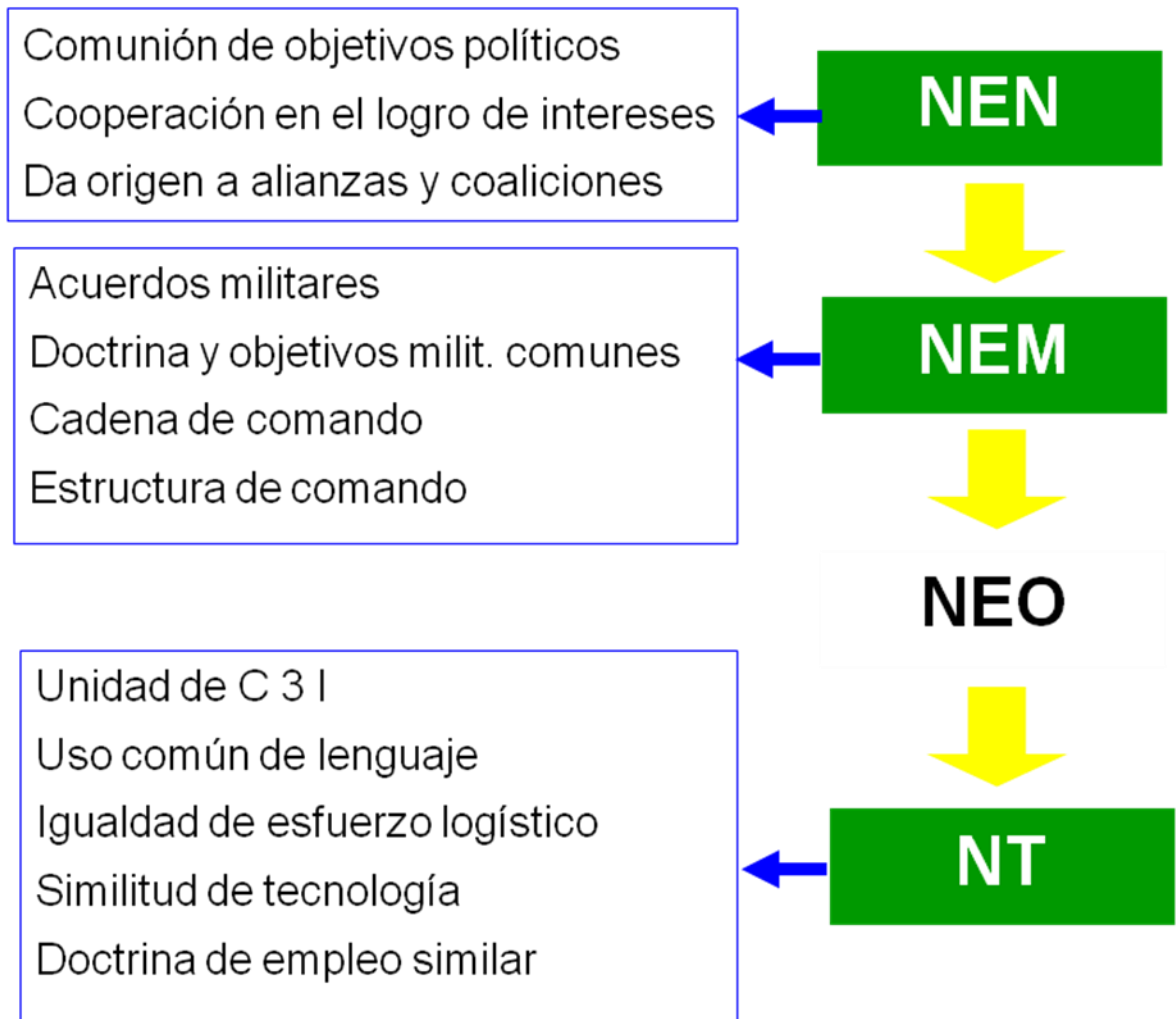 Comunión de objetivos políticos
Cooperación en el logro de intereses
Da origen a alianzas y coaliciones
NEN
Acuerdos militares
Doctrina y objetivos milit. comunes
Cadena de comando
Estructura de comando
NEM
NEO
Unidad de C 3 I
Uso común de lenguaje
Igualdad de esfuerzo logístico
Similitud de tecnología
Doctrina de empleo similar
NT